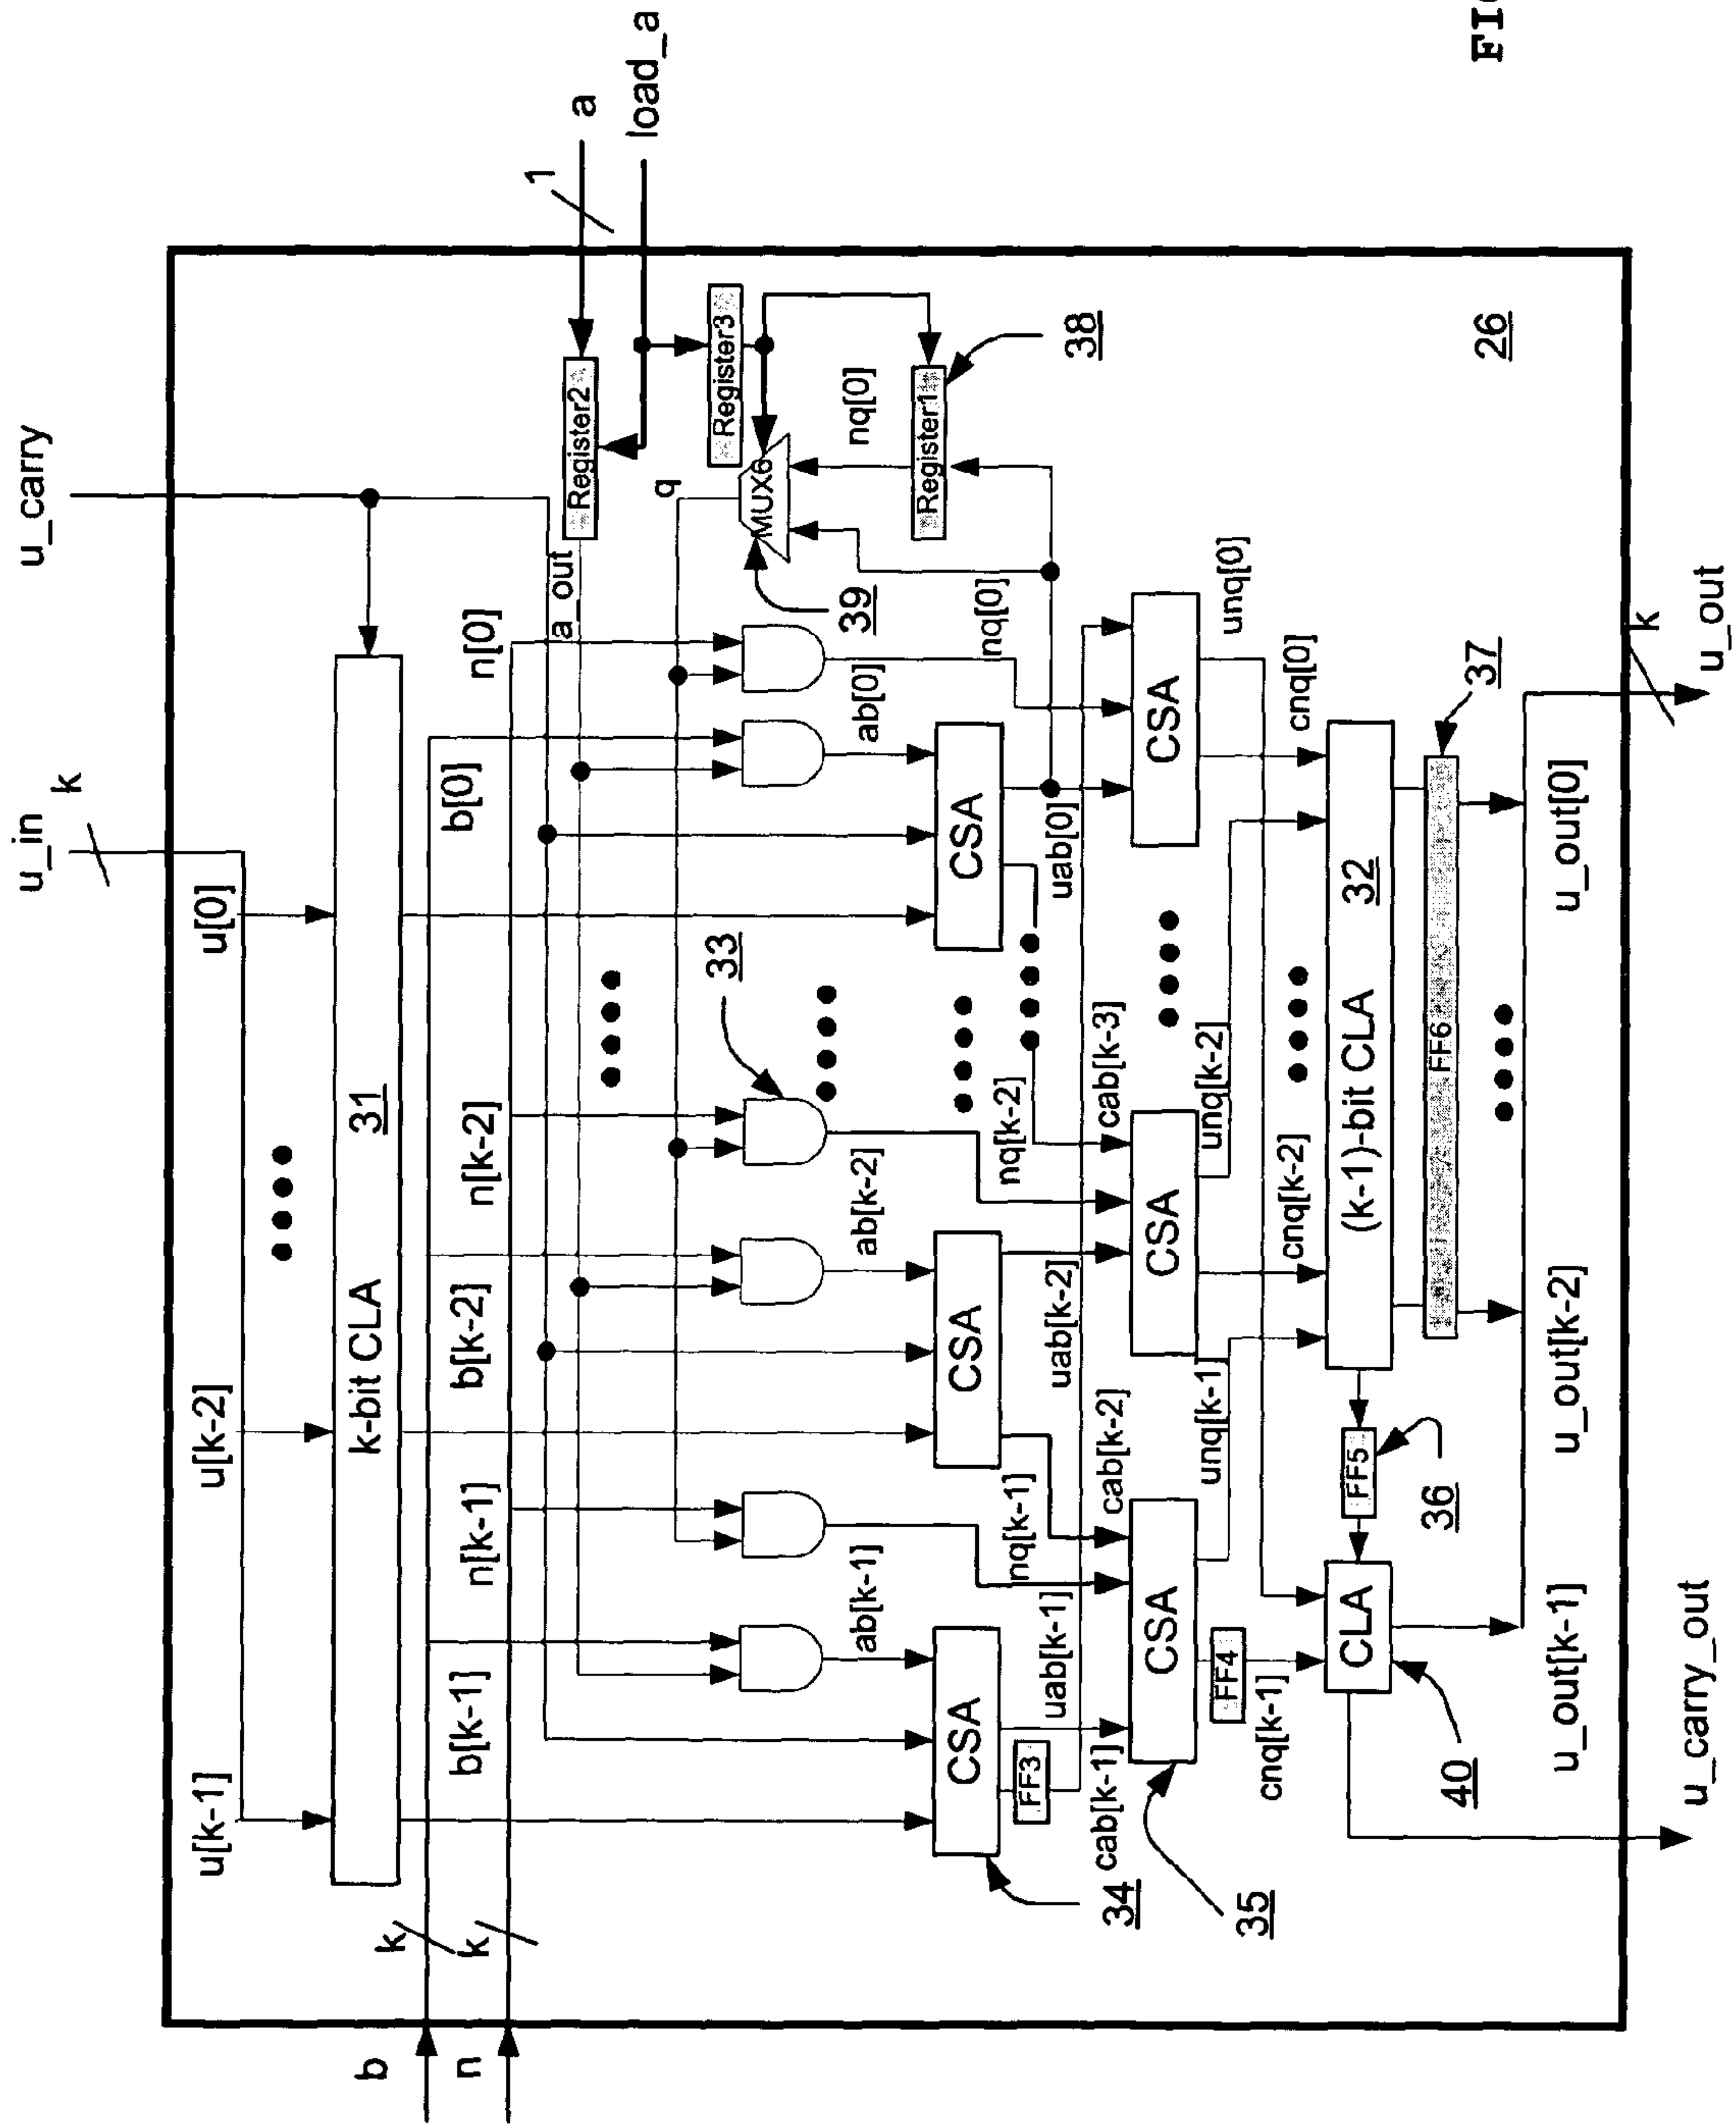 u_in
k
u_carry
u[k-1]
u[k-2]
u[0]
k-bit CLA
31
b
k
n
k
a
1
load_a
b[k-1]
n[k-1]
b[k-2]
n[k-2]
b[0]
n[0]
a_out
Register2
q
Register3
MUX6
39
33
ab[k-1]
ab[k-2]
ab[0]
nq[0]
Register1
38
CSA
CSA
CSA
34
FF3
nq[k-1]
nq[k-2]
nq[0]
uab[k-1]
uab[k-2]
uab[0]
cab[k-1]
cab[k-2]
cab[k-3]
CSA
CSA
CSA
35
unq[k-1]
unq[k-2]
unq[0]
FF4
cnq[k-1]
cnq[k-2]
cnq[0]
CLA
FF5
(k-1)-bit CLA
32
40
36
FF6
37
26
u_out[k-1]
u_out[k-2]
u_out[0]
k
u_carry_out
u_out